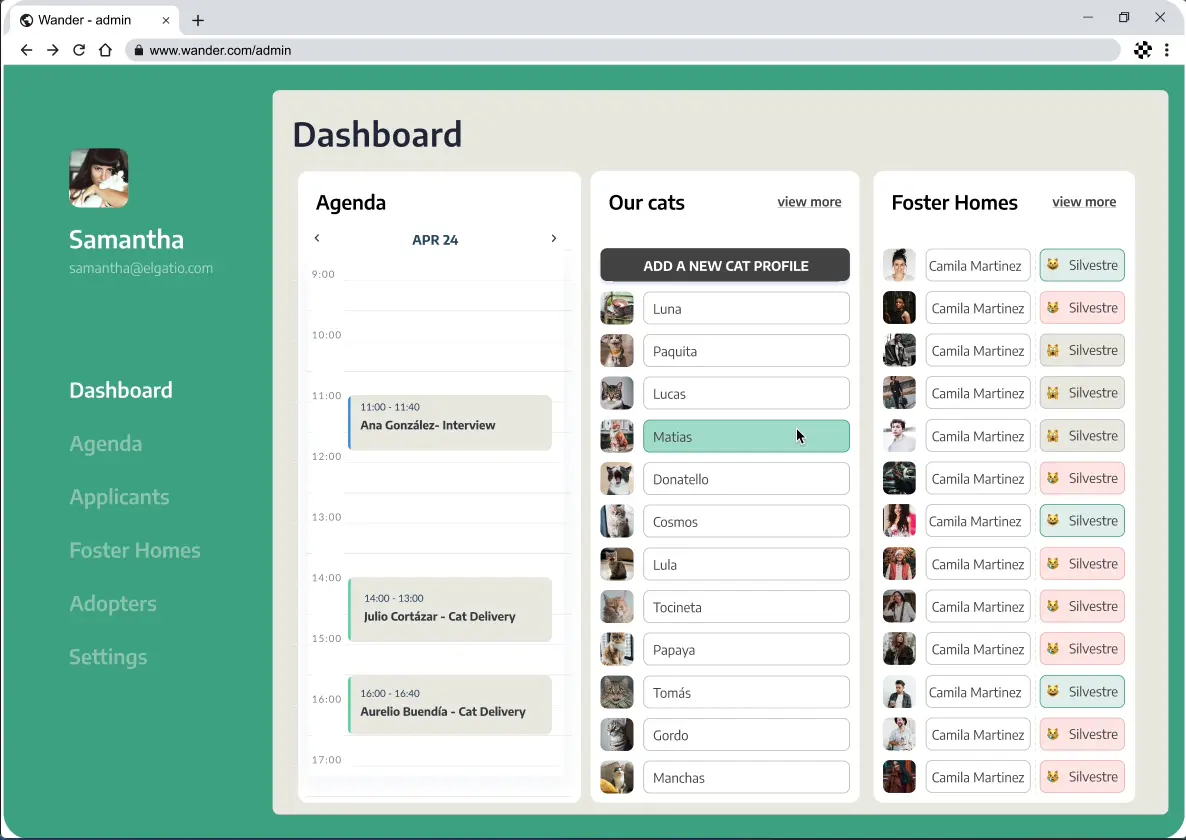 Wander - admin
www.wander.com/admin
Samantha
samantha@elgatio.com
Dashboard
Agenda
Applicants
Foster Homes
Adopters
Settings
Dashboard
Agenda
APR 24
9:00
10:00
11:00
11:00 - 11:40
Ana González- Interview
12:00
13:00
14:00
14:00 - 13:00
Julio Cortázar - Cat Delivery
15:00
16:00 - 16:40
16:00
Aurelio Buendía - Cat Delivery
17:00
Our cats
view more
ADD A NEW CAT PROFILE
Luna
Paquita
Lucas
Matias
Donatello
Cosmos
Lula
Tocineta
Papaya
Tomás
Gordo
Manchas
Foster Homes
view more
Camila Martinez Silvestre
Camila Martinez Silvestre
Camila Martinez Silvestre
Camila Martinez Silvestre
Camila Martinez Silvestre
Camila Martinez Silvestre
Camila Martinez Silvestre
Camila Martinez Silvestre
Camila Martinez Silvestre
Camila Martinez Silvestre
Camila Martinez Silvestre
Camila Martinez Silvestre
Camila Martinez Silvestre